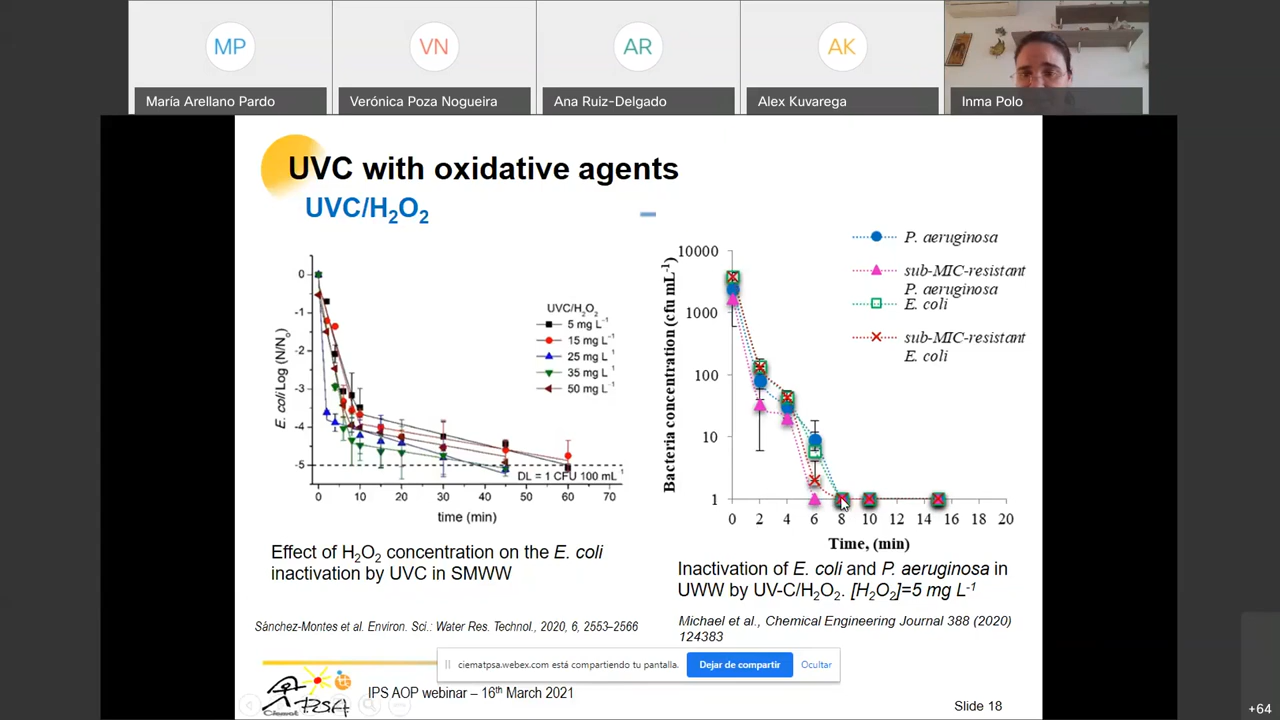 MP
VN
AR
AK
María Arellano Pardo
Verónica Poza Nogueira
Ana Ruiz-Delgado
Alex Kuvarega
Inma Polo
UVC with oxidative agents
UVC/H₂O₂
0
-1
-2
-3
-4
-5
E. coli Log (N/N₀)
UVC/H₂O₂
5 mg L⁻¹
15 mg L⁻¹
25 mg L⁻¹
35 mg L⁻¹
50 mg L⁻¹
DL = 1 CFU 100 mL⁻¹
0 10 20 30 40 50 60 70
time (min)
Effect of H₂O₂ concentration on the E. coli
inactivation by UVC in SMWW
Sànchez-Montes et al. Environ. Sci.: Water Res. Technol., 2020, 6, 2553–2566
P. aeruginosa
sub-MIC-resistant
P. aeruginosa
E. coli
sub-MIC-resistant
E. coli
10000
1000
100
10
1
Bacteria concentration (cfu mL⁻¹)
0 2 4 6 8 10 12 14 16 18 20
Time, (min)
Inactivation of E. coli and P. aeruginosa in
UWW by UV-C/H₂O₂. [H₂O₂]=5 mg L⁻¹
Michael et al., Chemical Engineering Journal 388 (2020)
124383
ciematpsa.webex.com está compartiendo tu pantalla.
Dejar de compartir
Ocultar
Ciemat PSA
IPS AOP webinar – 16th March 2021
Slide 18
+64